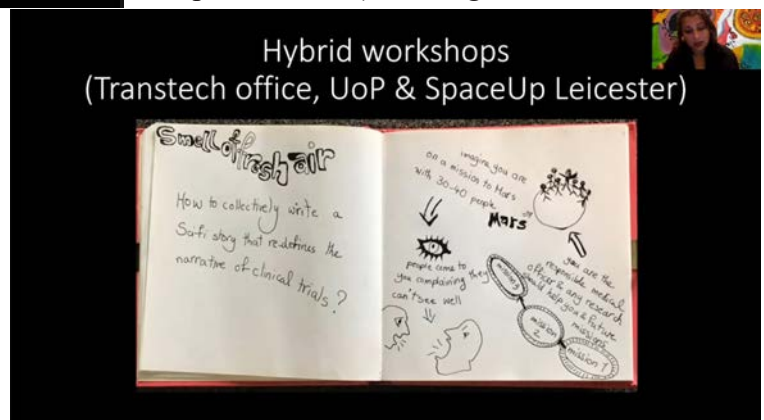 Hybrid workshops
(Transtech office, UoP & SpaceUp Leicester)
Smell of fresh air
How to collectively write a
Scifi story that redefines the
narrative of clinical trials?
imagine you are
on a mission to Mars
with 30-40 people
Mars
people come to
you complaining they
can't see well
you are the
responsible medical
officer & any research
should help you & future
missions
mission 3
mission
2
mission 1